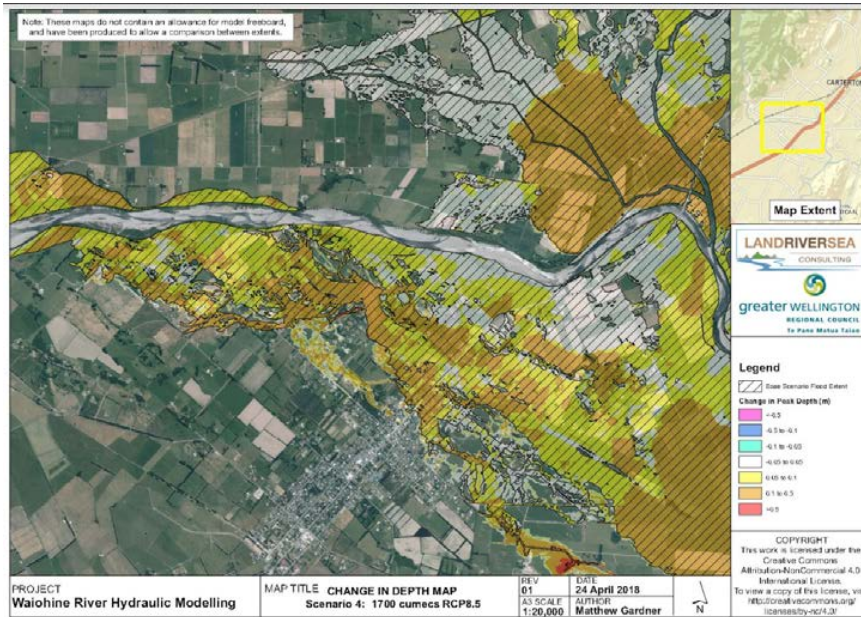 Note: These maps do not contain an allowance for model freeboard,
and have been produced to allow a comparison between extents.
Map Extent
LANDRIVERSEA
CONSULTING
greater WELLINGTON
REGIONAL COUNCIL
Te Pane Matua Taiao
Legend
Base Scenario Flood Extent
Change in Peak Depth (m)
<-0.5
-0.5 to -0.1
-0.1 to -0.05
-0.05 to 0.05
0.05 to 0.1
0.1 to 0.5
>0.5
COPYRIGHT
This work is licensed under the
Creative Commons
Attribution-NonCommercial 4.0
International License.
To view a copy of this license, vis
http://creativecommons.org/
licenses/by-nc/4.0/
PROJECT
Waiohine River Hydraulic Modelling
MAP TITLE CHANGE IN DEPTH MAP
Scenario 4: 1700 cumecs RCP8.5
REV
01
DATE
24 April 2018
A3 SCALE
1:20,000
AUTHOR
Matthew Gardner
N